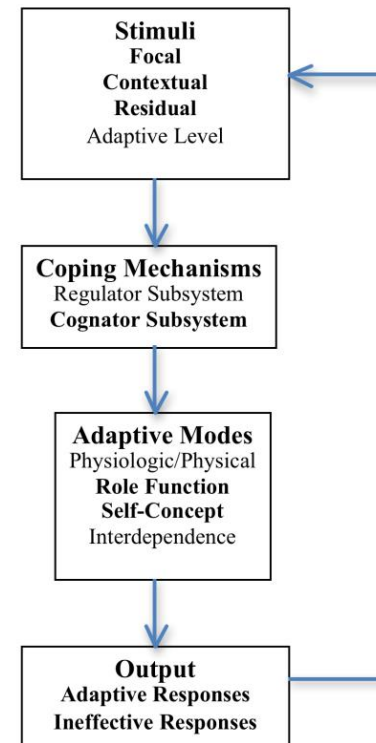 Stimuli
Focal
Contextual
Residual
Adaptive Level
Coping Mechanisms
Regulator Subsystem
Cognator Subsystem
Adaptive Modes
Physiologic/Physical
Role Function
Self-Concept
Interdependence
Output
Adaptive Responses
Ineffective Responses